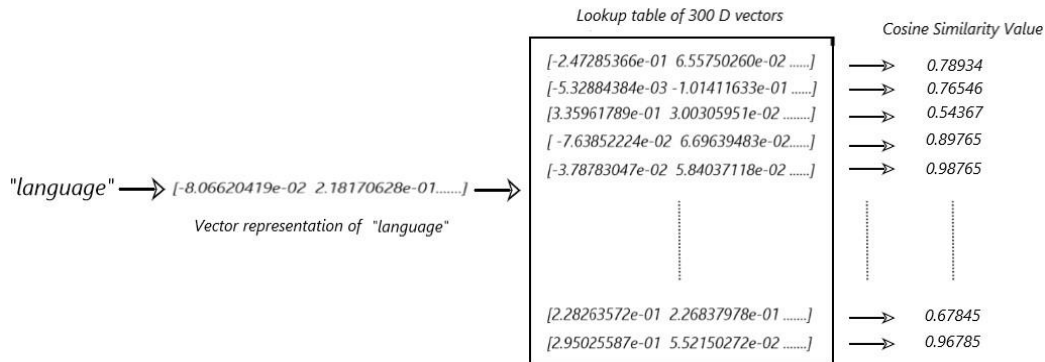 Lookup table of 300 D vectors
Cosine Similarity Value
[-2.47285366e-01 6.55750260e-02 ......] 0.78934
[-5.32884384e-03 -1.01411633e-01 ......] 0.76546
[3.35961789e-01 3.00305951e-02 ........] 0.54367
[ -7.63852224e-02 6.69639483e-02......] 0.89765
[-3.78783047e-02 5.84037118e-02 ......] 0.98765
"language" [-8.06620419e-02 2.18170628e-01.......]
Vector representation of "language"
[2.28263572e-01 2.26837978e-01 .......] 0.67845
[2.95025587e-01 5.52150272e-02 .......] 0.96785